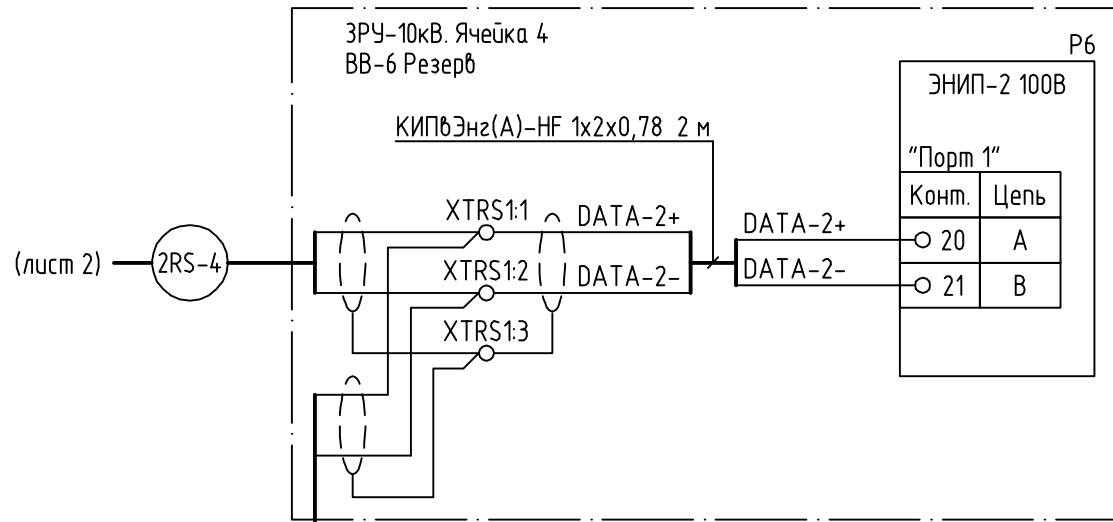 ЗРУ-10кВ. Ячейка 4
ВВ-6 Резерв
Р6
ЭНИП-2 100В
КИПвЭнг(А)-HF 1х2х0,78 2 м
"Порт 1"
Конт. Цепь
XTRS1:1 DATA-2+ DATA-2+ 20 А
(лист 2) 2RS-4
XTRS1:2 DATA-2- DATA-2- 21 В
XTRS1:3